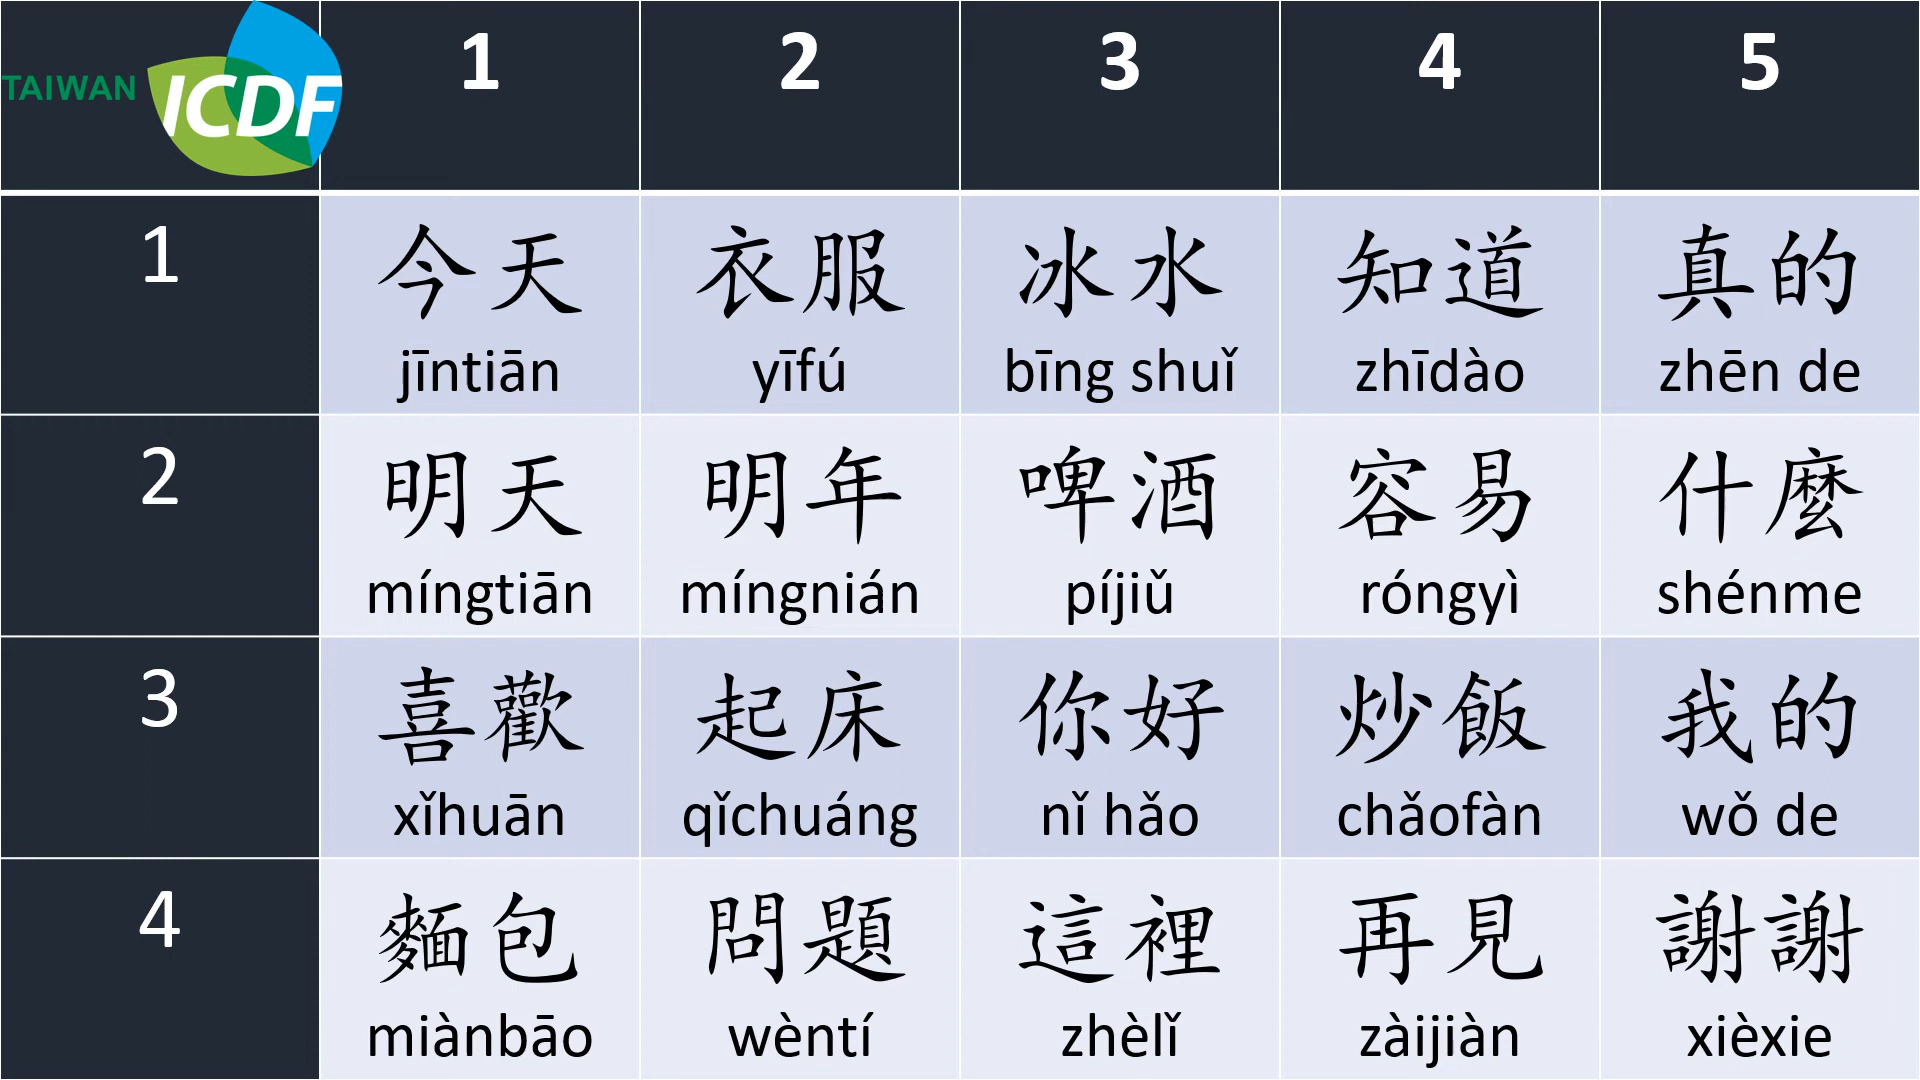 TAIWAN ICDF
1 2 3 4 5
1 今天 衣服 冰水 知道 真的
jīntiān yīfú bīng shuǐ zhīdào zhēn de
2 明天 明年 啤酒 容易 什麼
míngtiān míngnián píjiǔ róngyì shénme
3 喜歡 起床 你好 炒飯 我的
xǐhuān qǐchuáng nǐ hǎo chǎofàn wǒ de
4 麵包 問題 這裡 再見 謝謝
miànbāo wèntí zhèlǐ zàijiàn xièxie